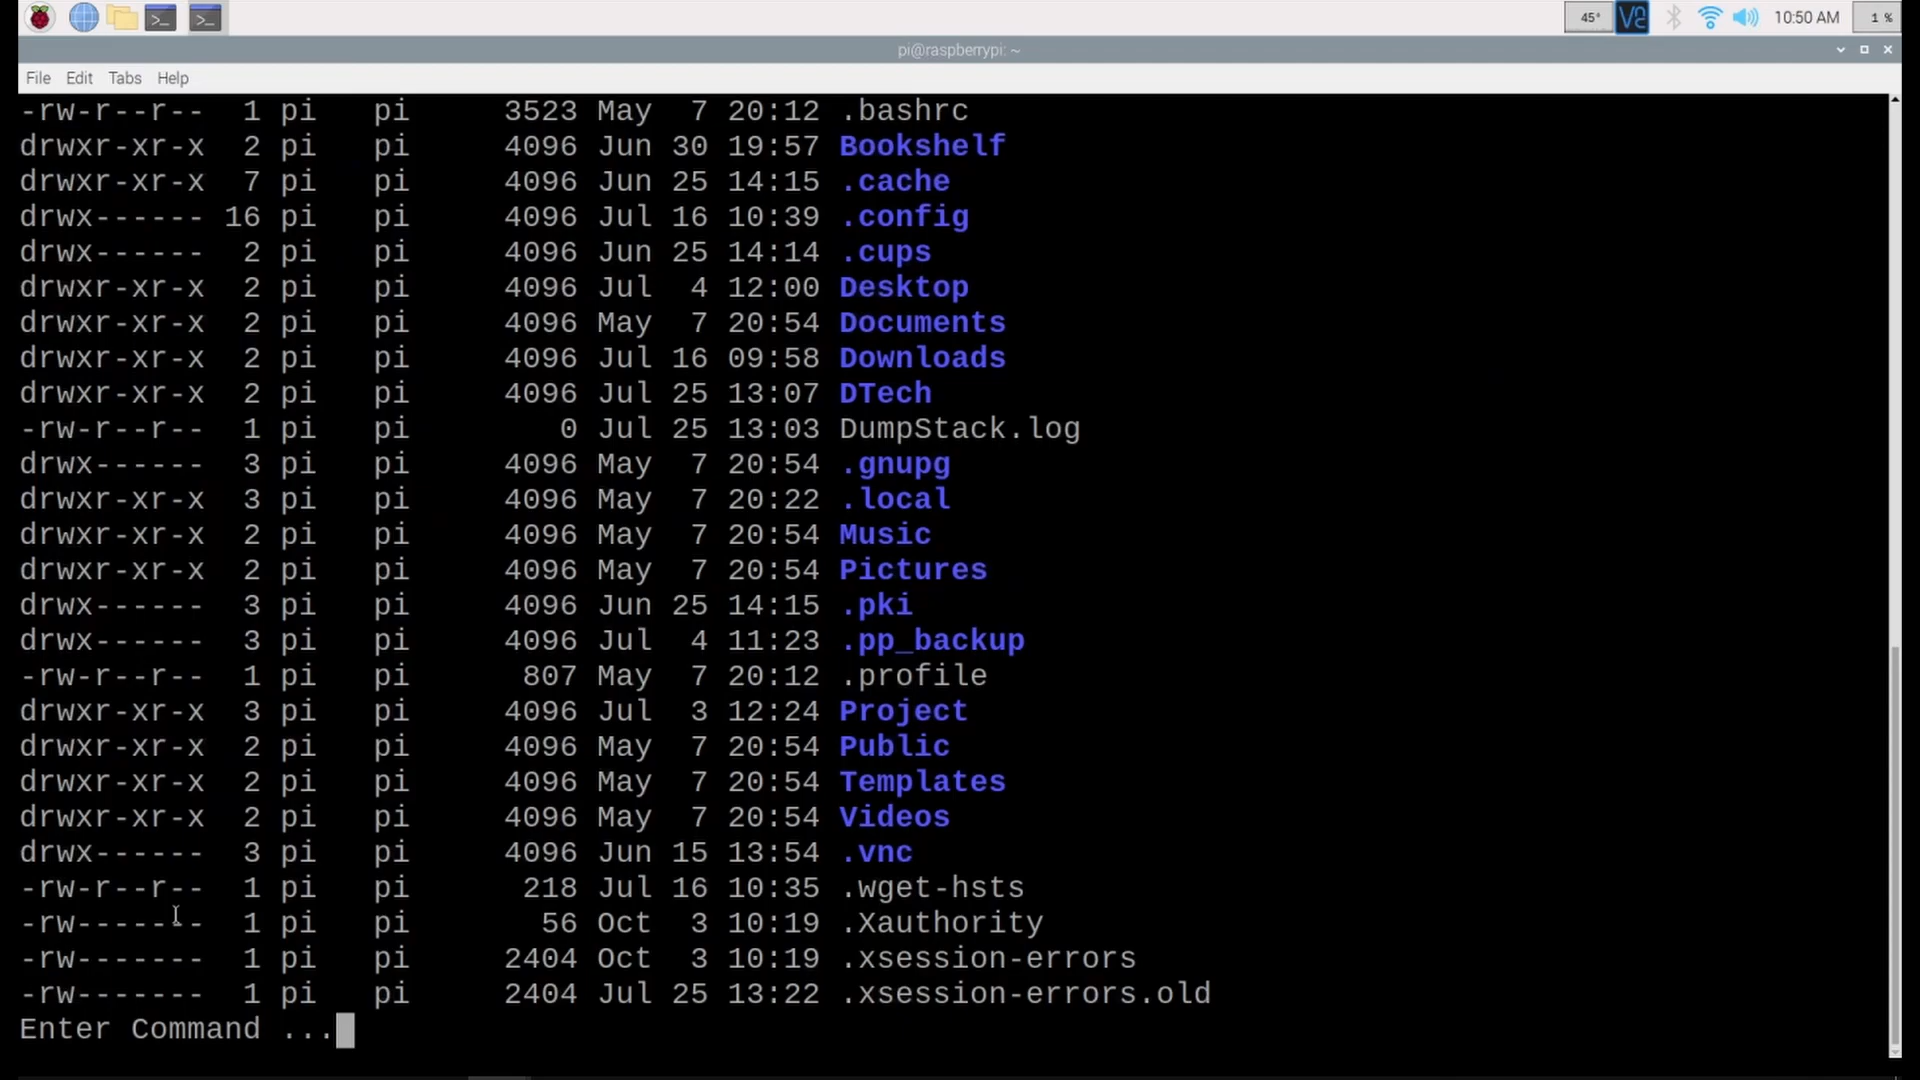 45° V2 10:50 AM 1 %
pi@raspberrypi: ~
File Edit Tabs Help
-rw-r--r-- 1 pi pi 3523 May 7 20:12 .bashrc
drwxr-xr-x 2 pi pi 4096 Jun 30 19:57 Bookshelf
drwxr-xr-x 7 pi pi 4096 Jun 25 14:15 .cache
drwx------ 16 pi pi 4096 Jul 16 10:39 .config
drwx------ 2 pi pi 4096 Jun 25 14:14 .cups
drwxr-xr-x 2 pi pi 4096 Jul 4 12:00 Desktop
drwxr-xr-x 2 pi pi 4096 May 7 20:54 Documents
drwxr-xr-x 2 pi pi 4096 Jul 16 09:58 Downloads
drwxr-xr-x 2 pi pi 4096 Jul 25 13:07 DTech
-rw-r--r-- 1 pi pi 0 Jul 25 13:03 DumpStack.log
drwx------ 3 pi pi 4096 May 7 20:54 .gnupg
drwxr-xr-x 3 pi pi 4096 May 7 20:22 .local
drwxr-xr-x 2 pi pi 4096 May 7 20:54 Music
drwxr-xr-x 2 pi pi 4096 May 7 20:54 Pictures
drwx------ 3 pi pi 4096 Jun 25 14:15 .pki
drwx------ 3 pi pi 4096 Jul 4 11:23 .pp_backup
-rw-r--r-- 1 pi pi 807 May 7 20:12 .profile
drwxr-xr-x 3 pi pi 4096 Jul 3 12:24 Project
drwxr-xr-x 2 pi pi 4096 May 7 20:54 Public
drwxr-xr-x 2 pi pi 4096 May 7 20:54 Templates
drwxr-xr-x 2 pi pi 4096 May 7 20:54 Videos
drwx------ 3 pi pi 4096 Jun 15 13:54 .vnc
-rw-r--r-- 1 pi pi 218 Jul 16 10:35 .wget-hsts
-rw------- 1 pi pi 56 Oct 3 10:19 .Xauthority
-rw------- 1 pi pi 2404 Oct 3 10:19 .xsession-errors
-rw------- 1 pi pi 2404 Jul 25 13:22 .xsession-errors.old
Enter Command ...